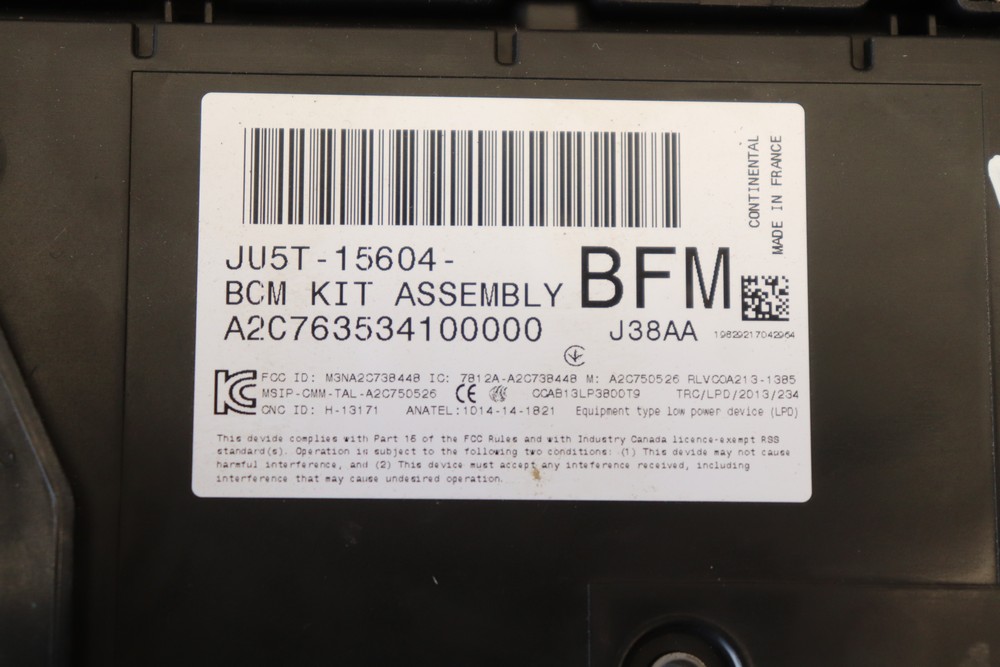 CONTINENTAL
MADE IN FRANCE
JU5T-15604-
BCM KIT ASSEMBLY
BFM
A2C763534100000
J38AA
19829217042964
FCC ID: M3NA2C738448 IC: 7812A-A2C738448 M: A2C750526 RLVCOA213-1385
MSIP-CMM-TAL-A2C750526 CE CCAB13LP3800T9 TRC/LPD/2013/234
CNC ID: H-13171 ANATEL:1014-14-1821 Equipment type low power device (LPD)
This devide complies with Part 15 of the FCC Rules and with Industry Canada licence-exempt RSS
standard(s). Operation is subject to the following two conditions: (1) This devide may not cause
harmful interference, and (2) This device must accept any inteference received, including
interference that may cause undesired operation.